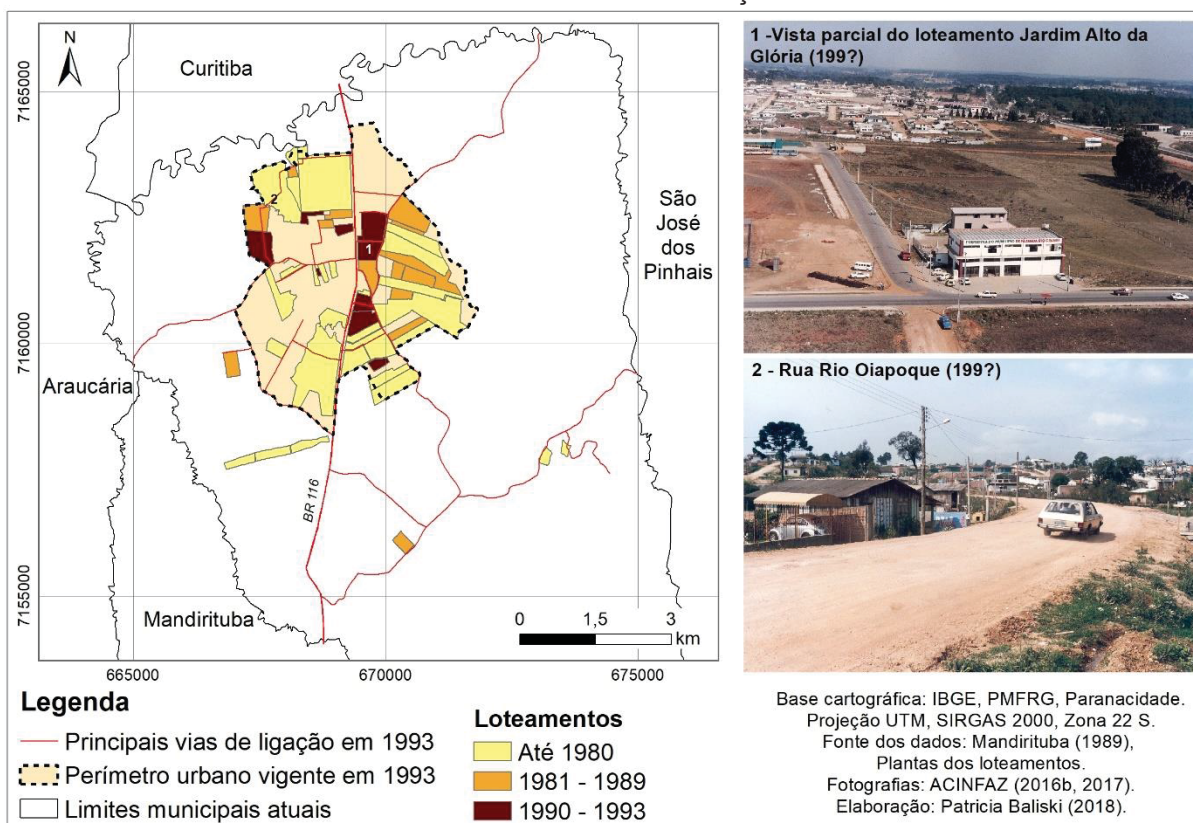 N
Curitiba
São José dos Pinhais
Araucária
Mandirituba
BR 116
1
2
7165000
7160000
7155000
665000
670000
675000
0 1,5 3
km
1 -Vista parcial do loteamento Jardim Alto da
Glória (199?)
2 - Rua Rio Oiapoque (199?)
Legenda
Principais vias de ligação em 1993
Perímetro urbano vigente em 1993
Limites municipais atuais
Loteamentos
Até 1980
1981 - 1989
1990 - 1993
Base cartográfica: IBGE, PMFRG, Paranacidade.
Projeção UTM, SIRGAS 2000, Zona 22 S.
Fonte dos dados: Mandirituba (1989),
Plantas dos loteamentos.
Fotografias: ACINFAZ (2016b, 2017).
Elaboração: Patricia Baliski (2018).